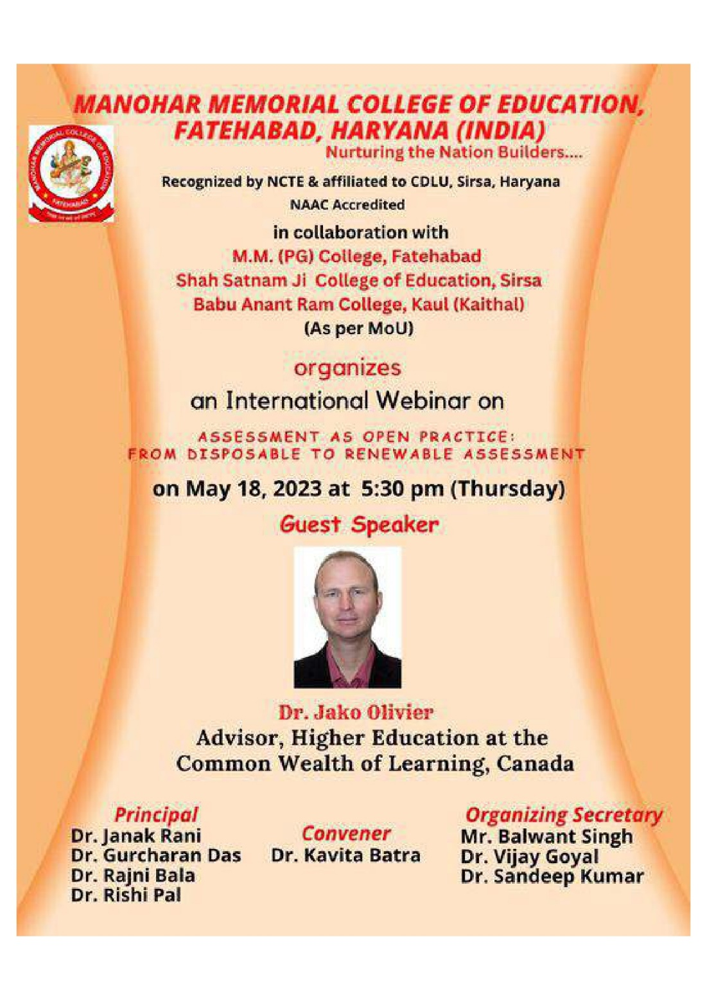 MANOHAR MEMORIAL COLLEGE OF EDUCATION,
FATEHABAD, HARYANA (INDIA)
Nurturing the Nation Builders....
MANOHAR MEMORIAL COLLEGE OF EDUCATION
FATEHABAD
Recognized by NCTE & affiliated to CDLU, Sirsa, Haryana
NAAC Accredited
in collaboration with
M.M. (PG) College, Fatehabad
Shah Satnam Ji College of Education, Sirsa
Babu Anant Ram College, Kaul (Kaithal)
(As per MoU)
organizes
an International Webinar on
ASSESSMENT AS OPEN PRACTICE:
FROM DISPOSABLE TO RENEWABLE ASSESSMENT
on May 18, 2023 at 5:30 pm (Thursday)
Guest Speaker
Dr. Jako Olivier
Advisor, Higher Education at the
Common Wealth of Learning, Canada
Principal
Dr. Janak Rani
Dr. Gurcharan Das
Dr. Rajni Bala
Dr. Rishi Pal
Convener
Dr. Kavita Batra
Organizing Secretary
Mr. Balwant Singh
Dr. Vijay Goyal
Dr. Sandeep Kumar